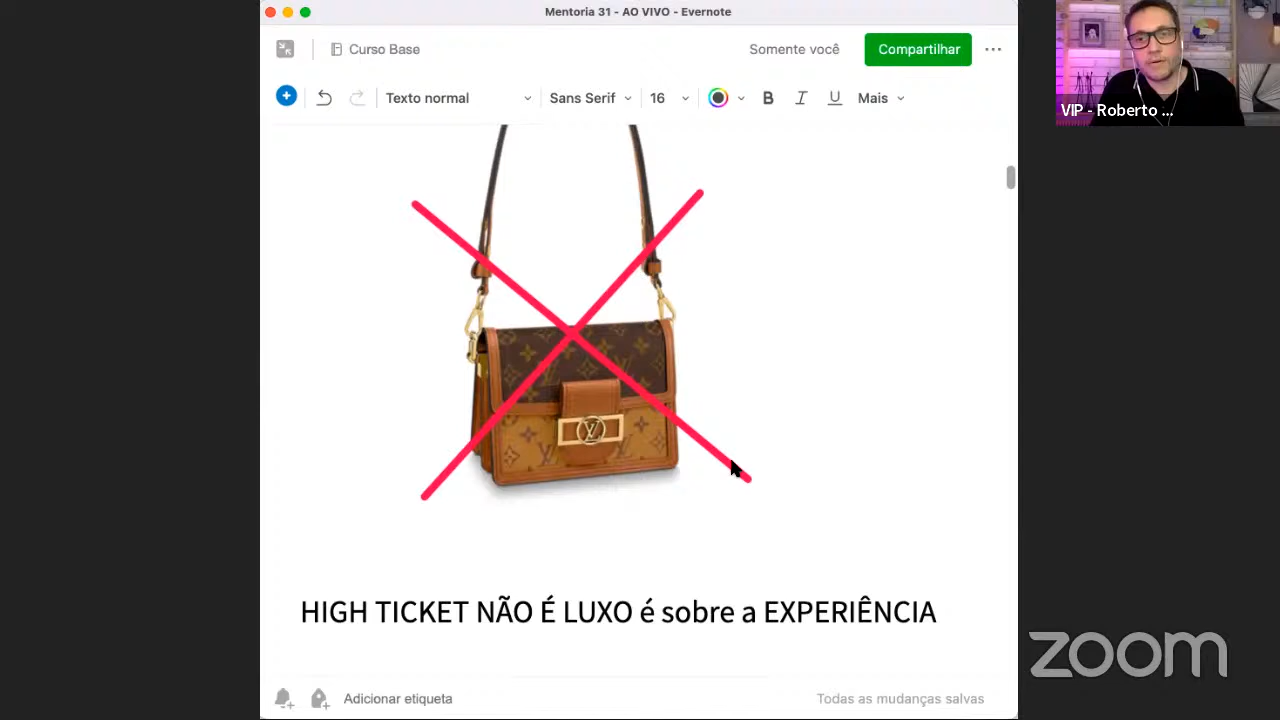 Mentoria 31 - AO VIVO - Evernote
Curso Base
Somente você
Compartilhar
Texto normal
Sans Serif
16
B
I
U
Mais
VIP - Roberto ...
LV
HIGH TICKET NÃO É LUXO é sobre a EXPERIÊNCIA
Adicionar etiqueta
Todas as mudanças salvas
zoom